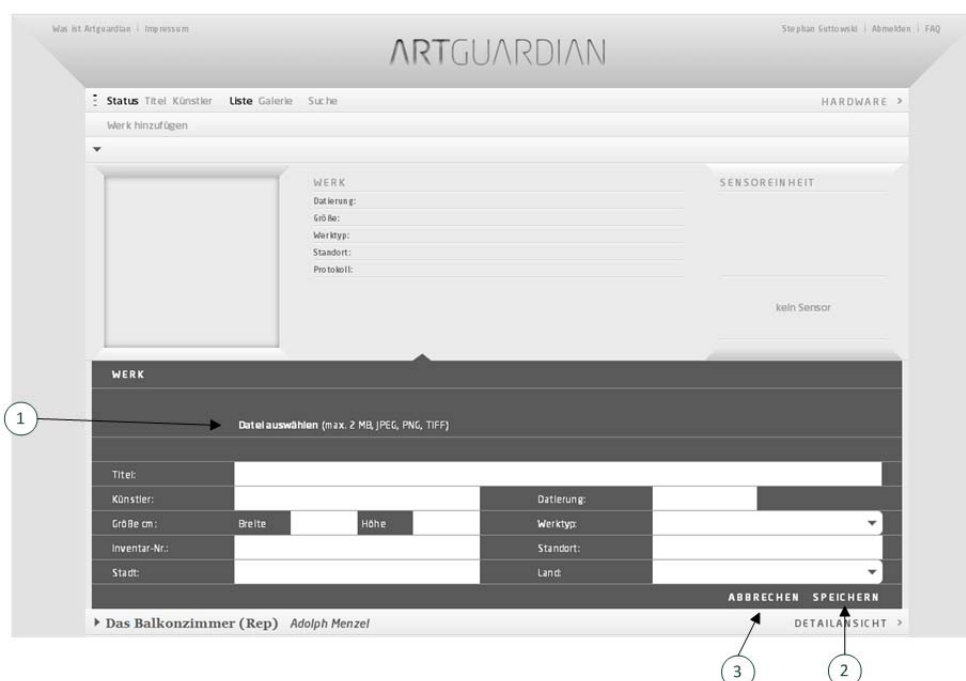 Was ist Artguardian | Impressum
Stephan Guttowski | Abmelden | FAQ
ARTGUARDIAN
Status Titel Künstler Liste Galerie Suche
HARDWARE >
Werk hinzufügen
WERK
SENSOREINHEIT
Datierung:
Größe:
Werktyp:
Standort:
Protokoll:
kein Sensor
WERK
1
Datei auswählen (max. 2 MB, JPEG, PNG, TIFF)
Titel:
Künstler:
Datierung:
Größe cm: Breite Höhe
Werktyp:
Inventar-Nr.:
Standort:
Stadt:
Land:
ABBRECHEN SPEICHERN
Das Balkonzimmer (Rep) Adolph Menzel
DETAILANSICHT >
3
2